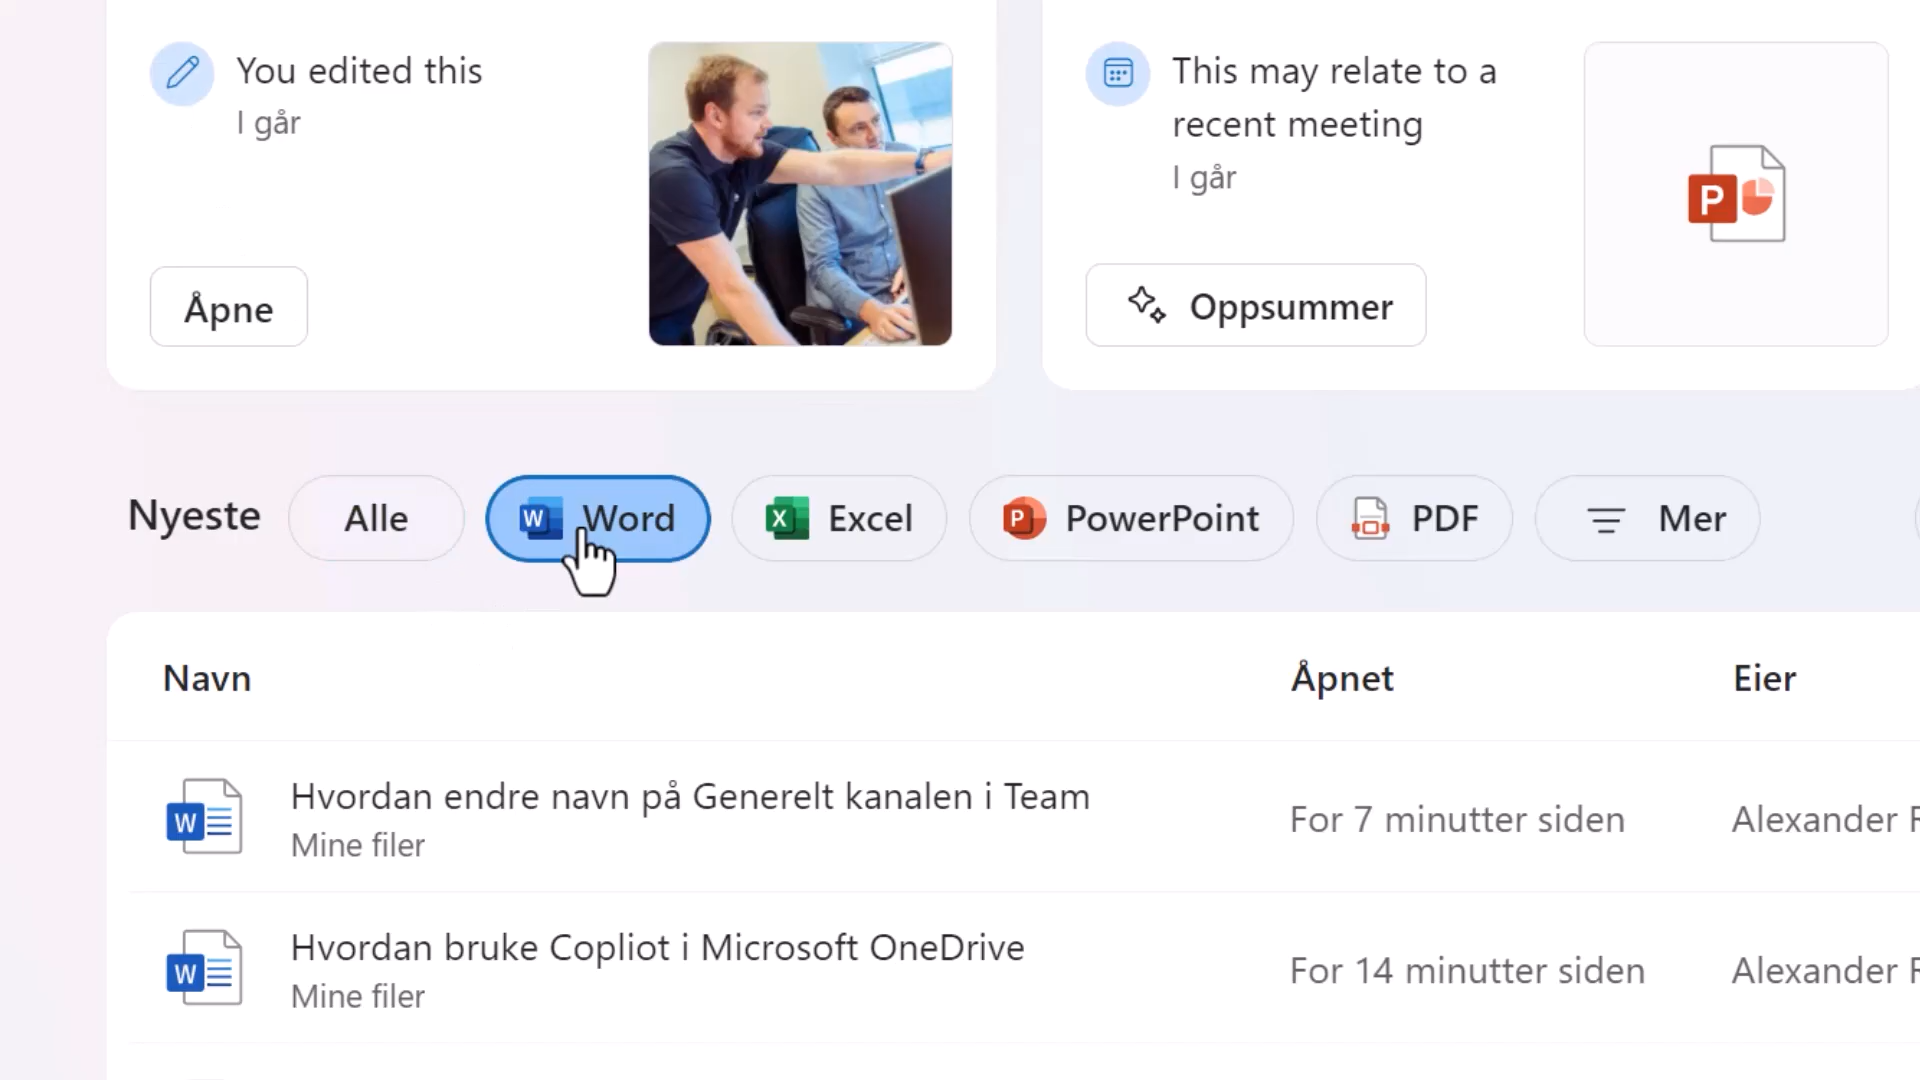 You edited this
I går
Åpne
This may relate to a
recent meeting
I går
P
Oppsummer
Nyeste
Alle
W Word
X Excel
P PowerPoint
PDF
Mer
Navn
Åpnet
Eier
W
Hvordan endre navn på Generelt kanalen i Team
Mine filer
For 7 minutter siden
Alexander
W
Hvordan bruke Copliot i Microsoft OneDrive
Mine filer
For 14 minutter siden
Alexander